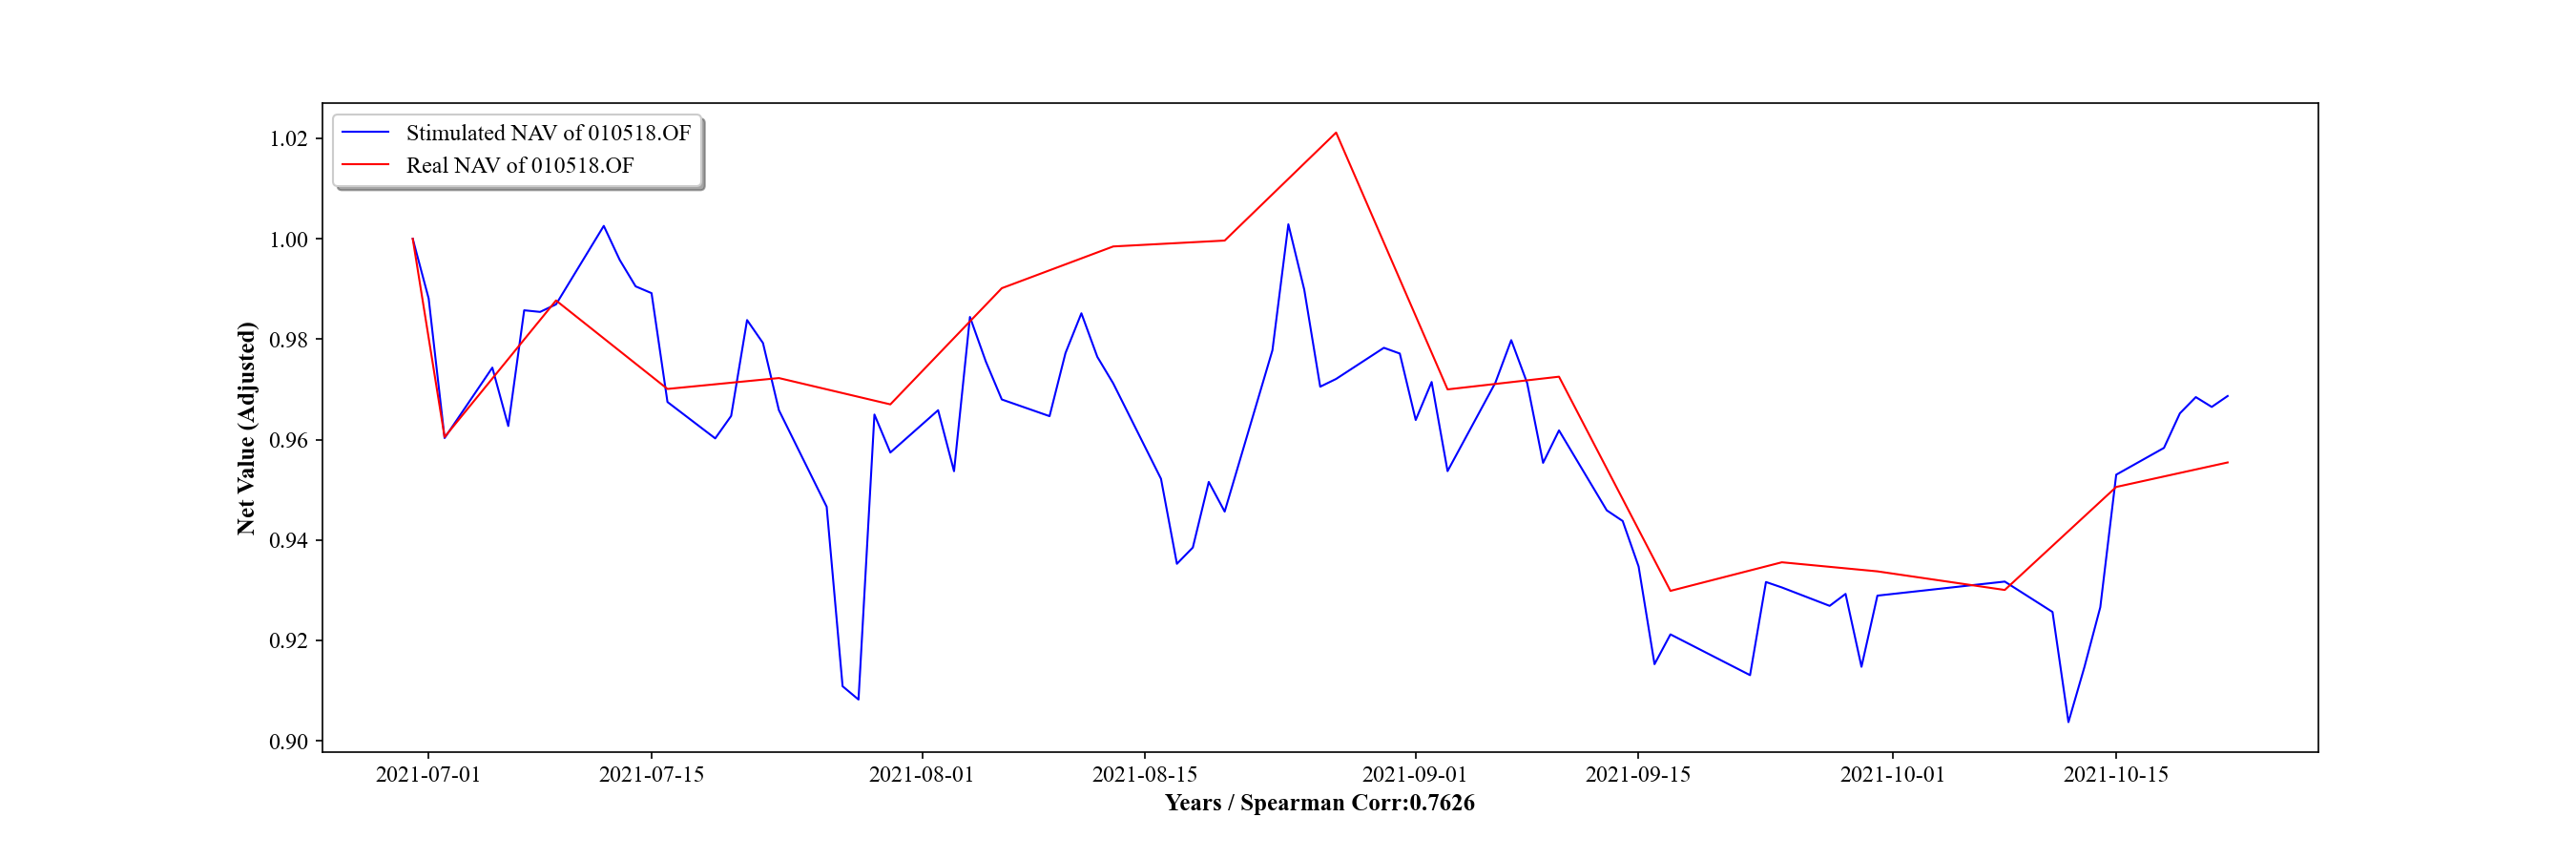 Stimulated NAV of 010518.OF
Real NAV of 010518.OF
1.02
1.00
0.98
0.96
0.94
0.92
0.90
Net Value (Adjusted)
2021-07-01 2021-07-15 2021-08-01 2021-08-15 2021-09-01 2021-09-15 2021-10-01 2021-10-15
Years / Spearman Corr:0.7626